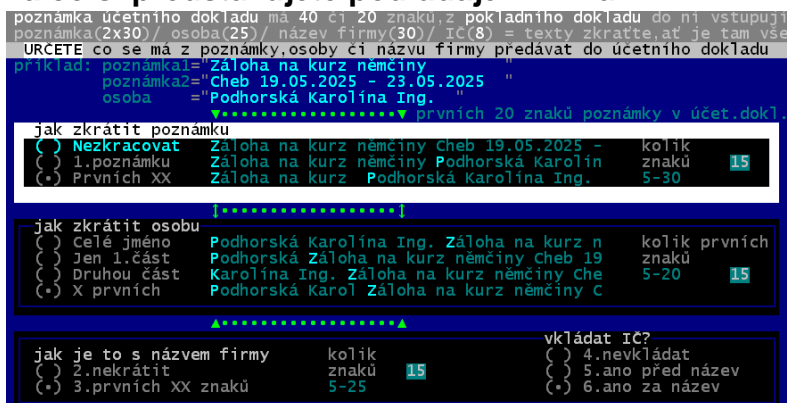 poznámka účetního dokladu má 40 či 20 znaků,z pokladního dokladu do ní vstupují
poznámka(2x30)/ osoba(25)/ název firmy(30)/ IČ(8) = texty zkraťte,ať je tam vše
URČETE co se má z poznámky,osoby či názvu firmy předávat do účetního dokladu
příklad: poznámka1="Záloha na kurz němčiny "
poznámka2="Cheb 19.05.2025 - 23.05.2025 "
osoba ="Podhorská Karolína Ing. "
▼••••••••••••••••••▼ prvních 20 znaků poznámky v účet.dokl.
jak zkrátit poznámku
( ) Nezkracovat Záloha na kurz němčiny Cheb 19.05.2025 - kolik
( ) 1.poznámku Záloha na kurz němčiny Podhorská Karolín znaků 15
(•) Prvních XX Záloha na kurz Podhorská Karolína Ing. 5-30
↕••••••••••••••••••↕
jak zkrátit osobu
( ) Celé jméno Podhorská Karolína Ing. Záloha na kurz n kolik prvních
( ) Jen 1.část Podhorská Záloha na kurz němčiny Cheb 19 znaků
( ) Druhou část Karolína Ing. Záloha na kurz němčiny Che 5-20 15
(•) X prvních Podhorská Karol Záloha na kurz němčiny C
▲••••••••••••••••••▲
vkládat IČ?
jak je to s názvem firmy kolik ( ) 4.nevkládat
( ) 2.nekrátit znaků 15 ( ) 5.ano před název
(•) 3.prvních XX znaků 5-25 (•) 6.ano za název